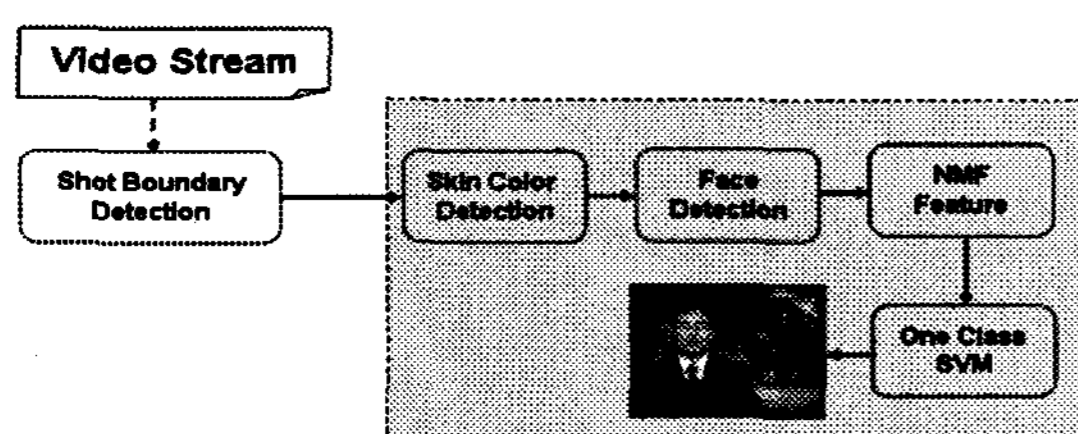 Video Stream
Shot Boundary
Detection
Skin Color
Detection
Face
Detection
NMF
Feature
One Class
SVM